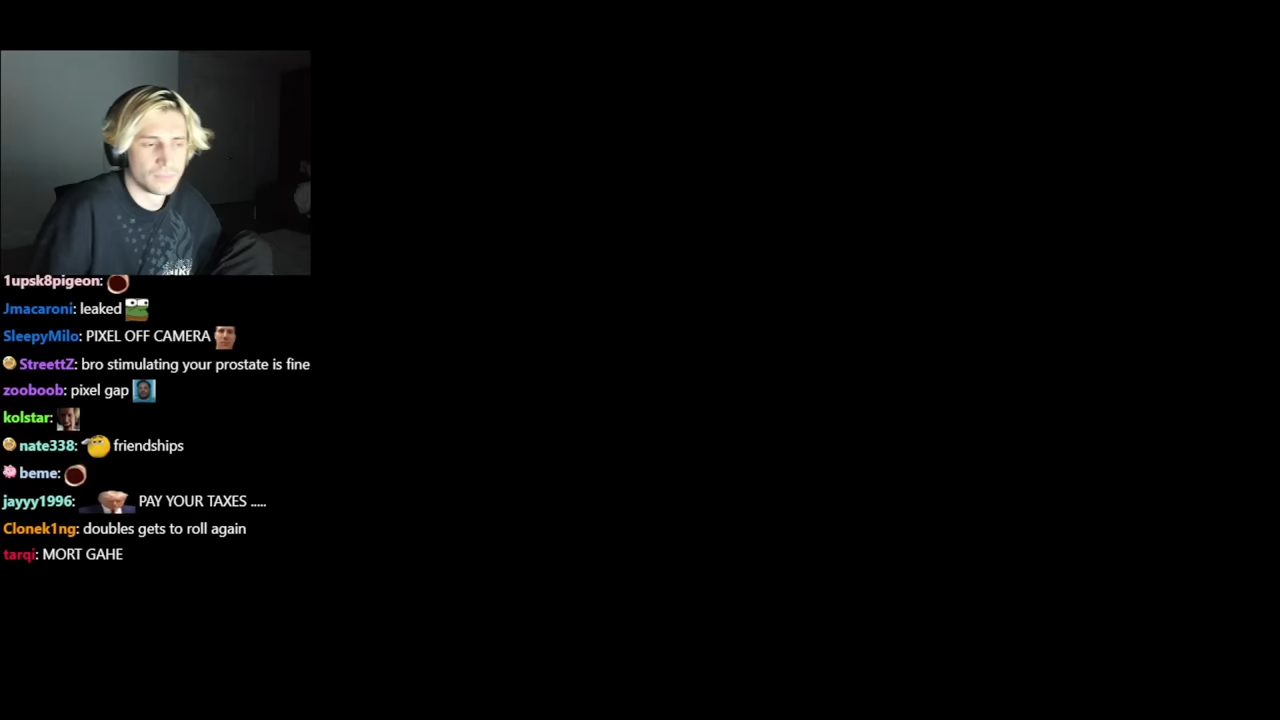 1upsk8pigeon:
Jmacaroni: leaked
SleepyMilo: PIXEL OFF CAMERA
StreettZ: bro stimulating your prostate is fine
zooboob: pixel gap
kolstar:
nate338: friendships
beme:
jayyy1996: PAY YOUR TAXES .....
Clonek1ng: doubles gets to roll again
tarqi: MORT GAHE